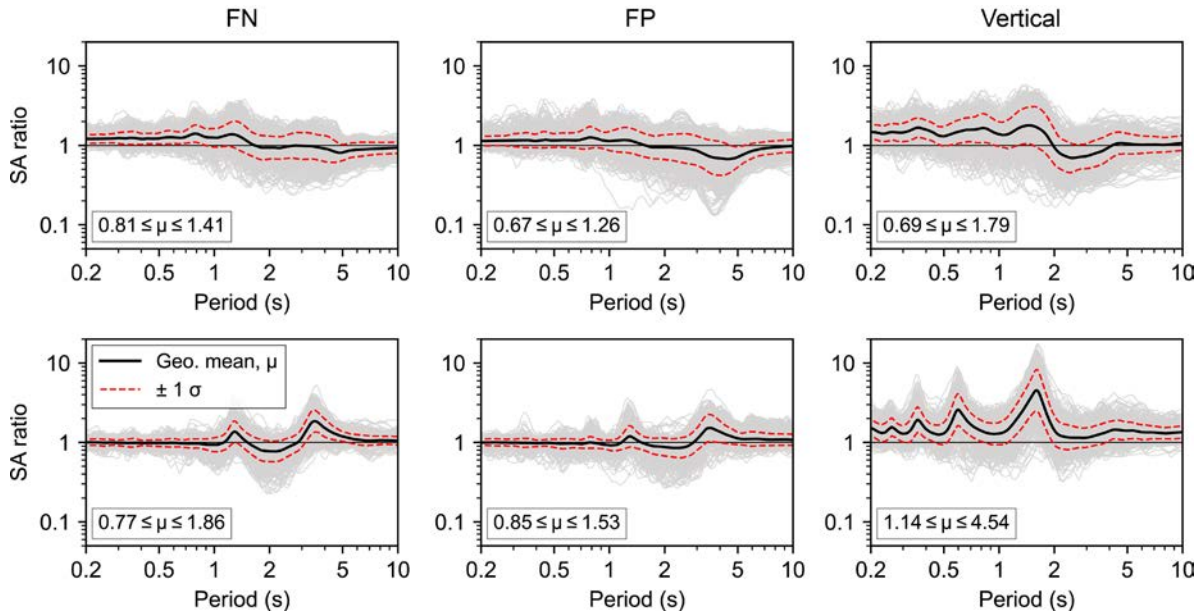 FN FP Vertical
SA ratio
10
1
0.1
0.81 ≤ μ ≤ 1.41
0.2 0.5 1 2 5 10
Period (s)
10
1
0.1
0.67 ≤ μ ≤ 1.26
0.2 0.5 1 2 5 10
Period (s)
10
1
0.1
0.69 ≤ μ ≤ 1.79
0.2 0.5 1 2 5 10
Period (s)
SA ratio
10
1
0.1
Geo. mean, μ
± 1 σ
0.77 ≤ μ ≤ 1.86
0.2 0.5 1 2 5 10
Period (s)
10
1
0.1
0.85 ≤ μ ≤ 1.53
0.2 0.5 1 2 5 10
Period (s)
10
1
0.1
1.14 ≤ μ ≤ 4.54
0.2 0.5 1 2 5 10
Period (s)